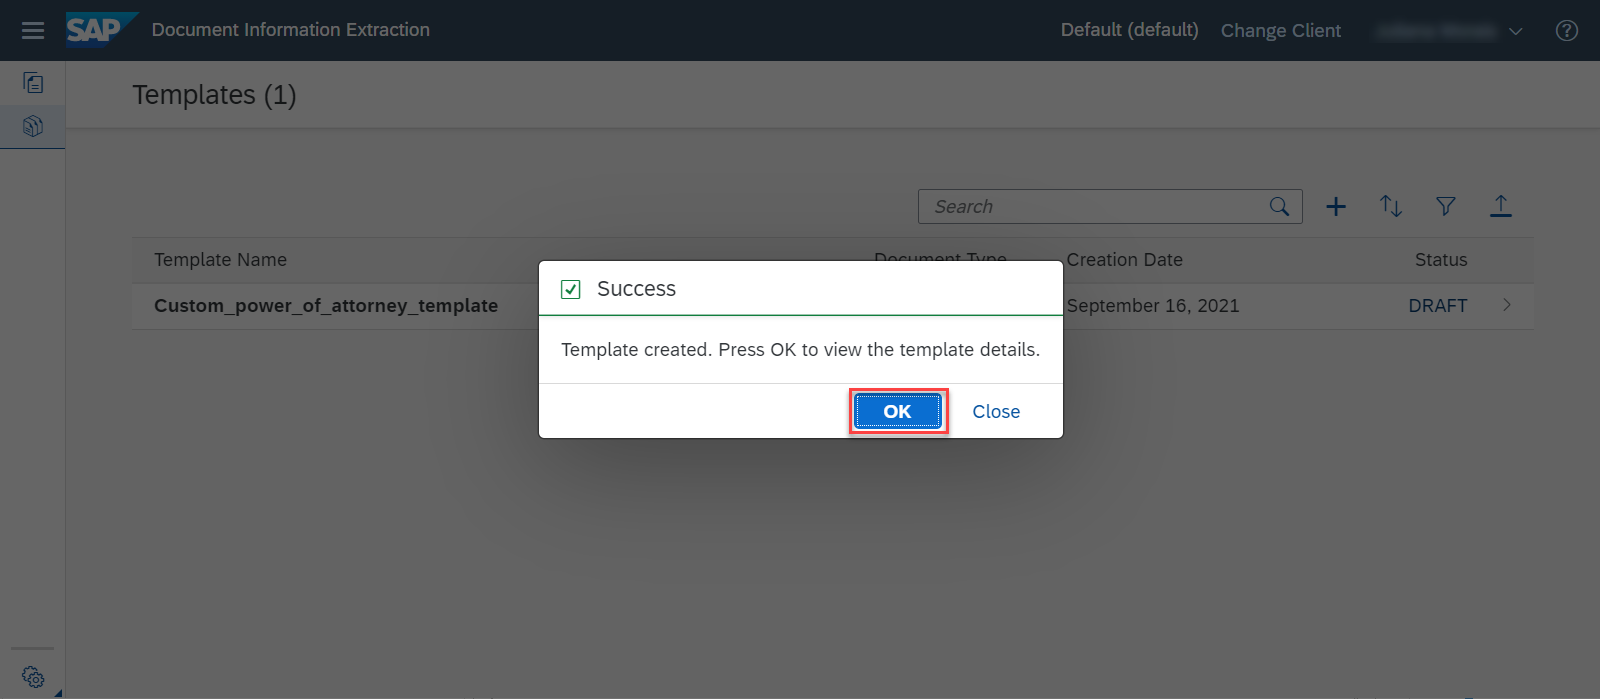 SAP Document Information Extraction Default (default) Change Client
Templates (1)
Search
Template Name Document Type Creation Date Status
Custom_power_of_attorney_template September 16, 2021 DRAFT
Success
Template created. Press OK to view the template details.
OK Close